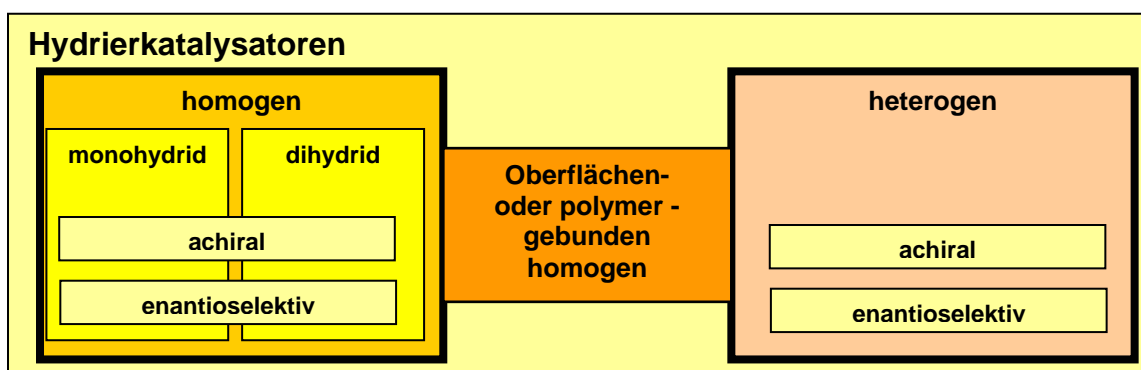 Hydrierkatalysatoren
homogen
monohydrid
dihydrid
achiral
enantioselektiv
Oberflächen-
oder polymer -
gebunden
homogen
heterogen
achiral
enantioselektiv